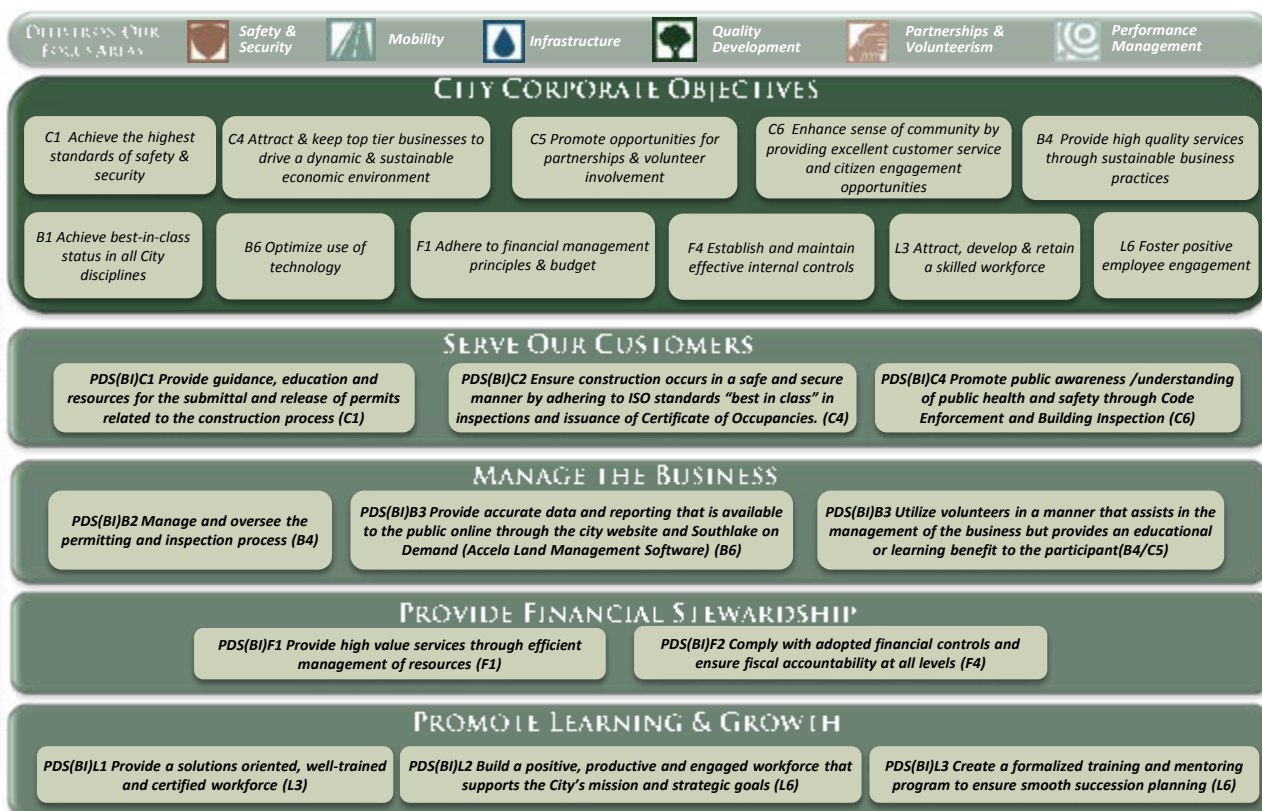 DELIVER ON OUR
FOCUS AREAS
Safety &
Security
Mobility
Infrastructure
Quality
Development
Partnerships &
Volunteerism
Performance
Management
CITY CORPORATE OBJECTIVES
C1 Achieve the highest
standards of safety &
security
C4 Attract & keep top tier businesses to
drive a dynamic & sustainable
economic environment
C5 Promote opportunities for
partnerships & volunteer
involvement
C6 Enhance sense of community by
providing excellent customer service
and citizen engagement
opportunities
B4 Provide high quality services
through sustainable business
practices
B1 Achieve best-in-class
status in all City
disciplines
B6 Optimize use of
technology
F1 Adhere to financial management
principles & budget
F4 Establish and maintain
effective internal controls
L3 Attract, develop & retain
a skilled workforce
L6 Foster positive
employee engagement
SERVE OUR CUSTOMERS
PDS(BI)C1 Provide guidance, education and
resources for the submittal and release of permits
related to the construction process (C1)
PDS(BI)C2 Ensure construction occurs in a safe and secure
manner by adhering to ISO standards “best in class” in
inspections and issuance of Certificate of Occupancies. (C4)
PDS(BI)C4 Promote public awareness /understanding
of public health and safety through Code
Enforcement and Building Inspection (C6)
MANAGE THE BUSINESS
PDS(BI)B2 Manage and oversee the
permitting and inspection process (B4)
PDS(BI)B3 Provide accurate data and reporting that is available
to the public online through the city website and Southlake on
Demand (Accela Land Management Software) (B6)
PDS(BI)B3 Utilize volunteers in a manner that assists in the
management of the business but provides an educational
or learning benefit to the participant(B4/C5)
PROVIDE FINANCIAL STEWARDSHIP
PDS(BI)F1 Provide high value services through efficient
management of resources (F1)
PDS(BI)F2 Comply with adopted financial controls and
ensure fiscal accountability at all levels (F4)
PROMOTE LEARNING & GROWTH
PDS(BI)L1 Provide a solutions oriented, well-trained
and certified workforce (L3)
PDS(BI)L2 Build a positive, productive and engaged workforce that
supports the City’s mission and strategic goals (L6)
PDS(BI)L3 Create a formalized training and mentoring
program to ensure smooth succession planning (L6)